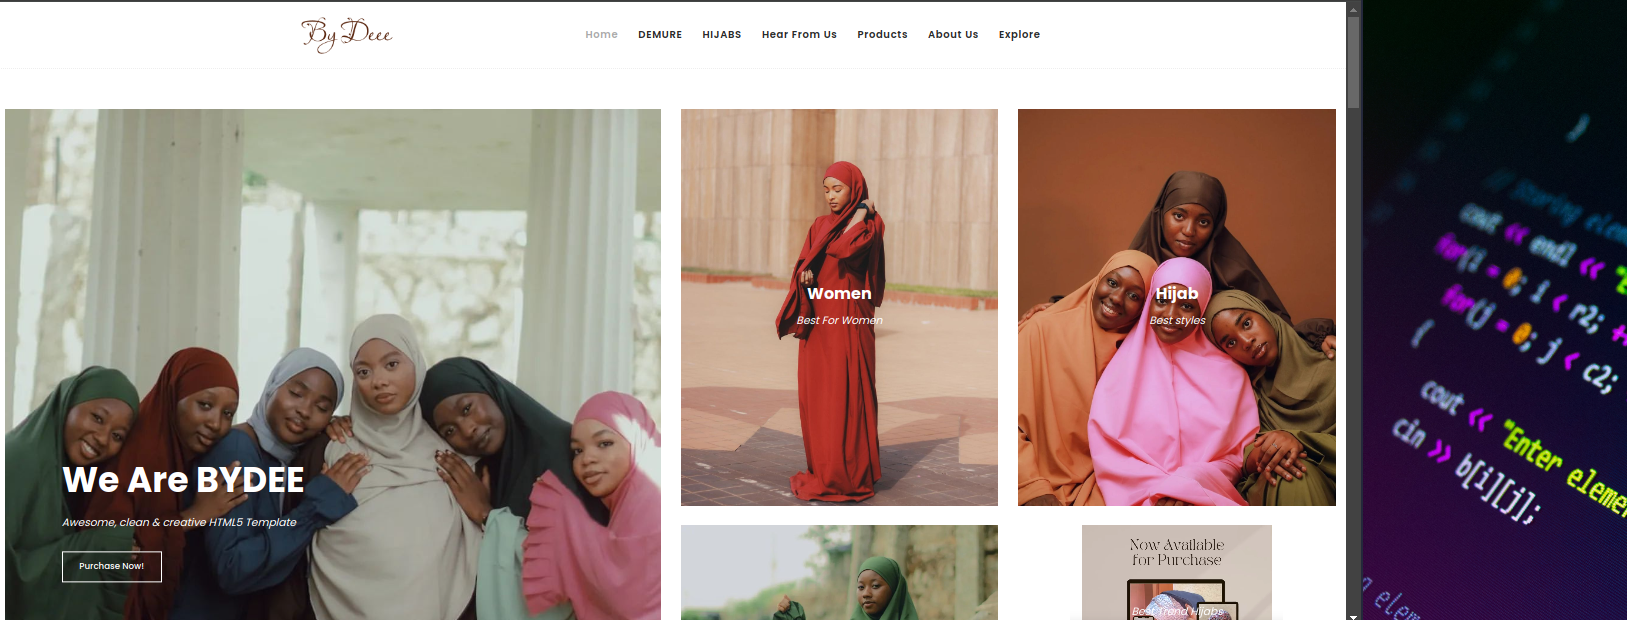 By Deee
Home DEMURE HIJABS Hear From Us Products About Us Explore
We Are BYDEE
Awesome, clean & creative HTML5 Template
Purchase Now!
Women
Best For Women
Hijab
Best styles
Now Available
for Purchase
Best Trend Hijabs
}
// Storing elem
cout << endl << "E
for(i = 0; i < r2; ++
for(j = 0; j < c2;
{
cout << "Enter eleme
cin >> b[i][j];
elem